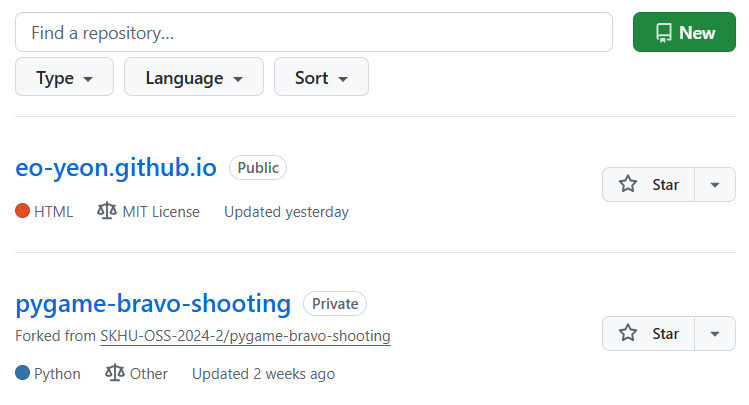 Find a repository...
New
Type
Language
Sort
eo-yeon.github.io Public
Star
HTML MIT License Updated yesterday
pygame-bravo-shooting Private
Forked from SKHU-OSS-2024-2/pygame-bravo-shooting
Star
Python Other Updated 2 weeks ago